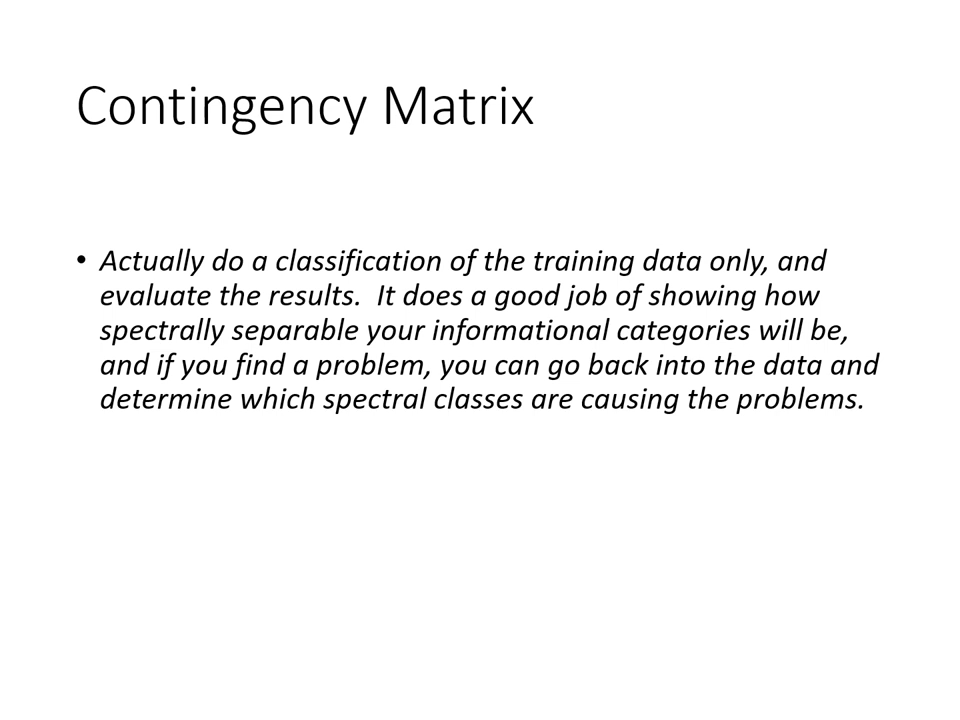 Contingency Matrix
• Actually do a classification of the training data only, and
evaluate the results.  It does a good job of showing how
spectrally separable your informational categories will be,
and if you find a problem, you can go back into the data and
determine which spectral classes are causing the problems.